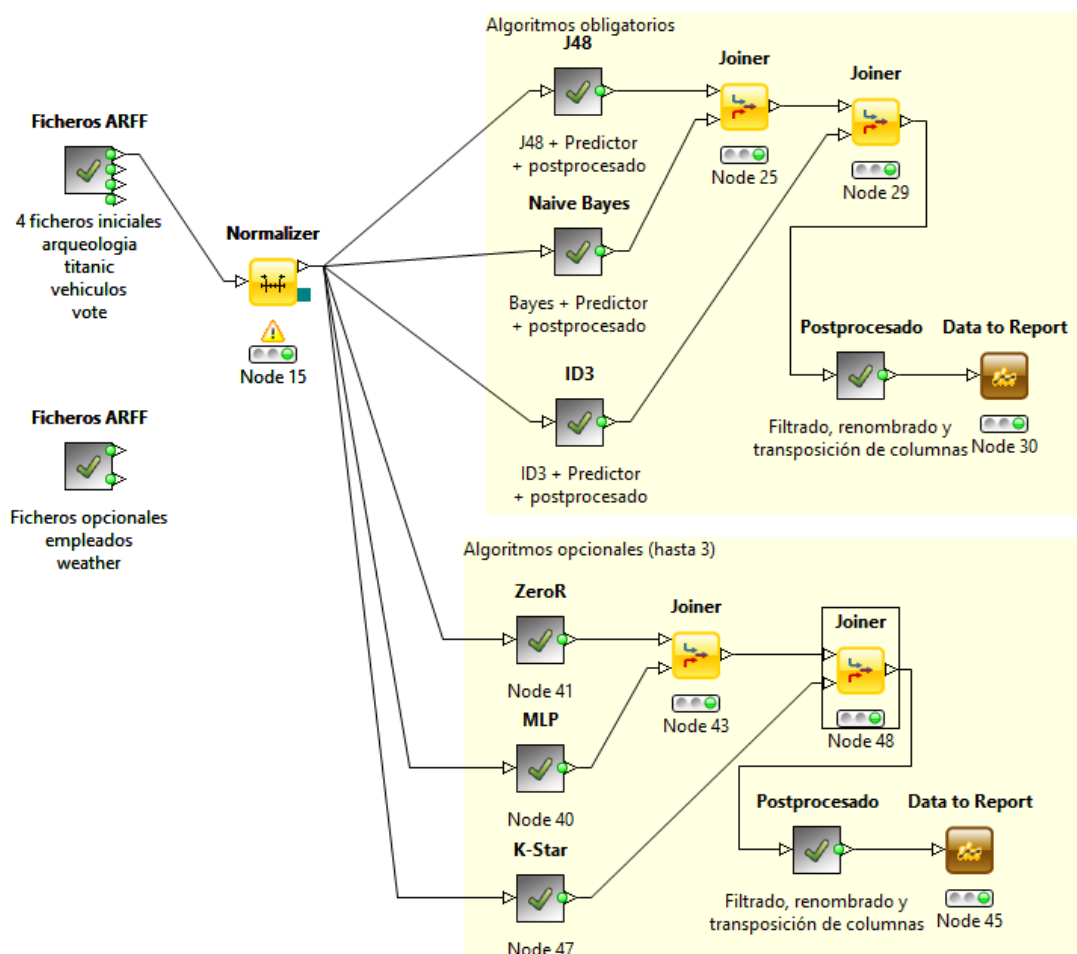 Ficheros ARFF
4 ficheros iniciales
arqueologia
titanic
vehiculos
vote
Normalizer
Node 15
Ficheros ARFF
Ficheros opcionales
empleados
weather
Algoritmos obligatorios
J48
J48 + Predictor
+ postprocesado
Naive Bayes
Bayes + Predictor
+ postprocesado
ID3
ID3 + Predictor
+ postprocesado
Joiner
Node 25
Joiner
Node 29
Postprocesado
Filtrado, renombrado y
transposición de columnas
Data to Report
Node 30
Algoritmos opcionales (hasta 3)
ZeroR
Node 41
MLP
Node 40
K-Star
Node 47
Joiner
Node 43
Joiner
Node 48
Postprocesado
Filtrado, renombrado y
transposición de columnas
Data to Report
Node 45